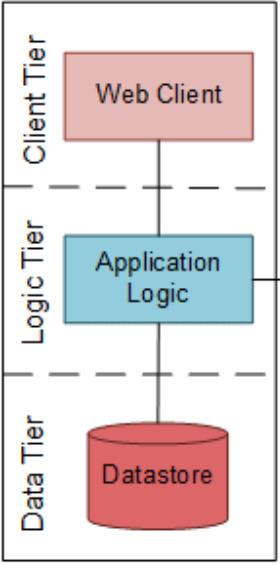 Client Tier
Web Client
Logic Tier
Application
Logic
Data Tier
Datastore